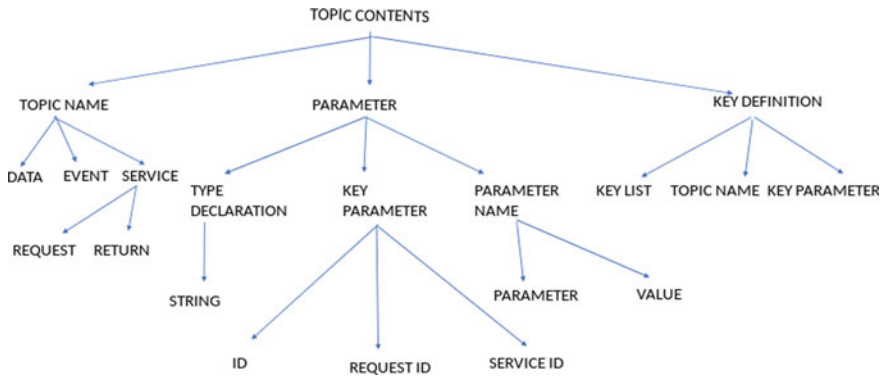 TOPIC CONTENTS
TOPIC NAME
PARAMETER
KEY DEFINITION
DATA
EVENT
SERVICE
TYPE
DECLARATION
KEY
PARAMETER
PARAMETER
NAME
KEY LIST
TOPIC NAME
KEY PARAMETER
REQUEST
RETURN
STRING
PARAMETER
VALUE
ID
REQUEST ID
SERVICE ID